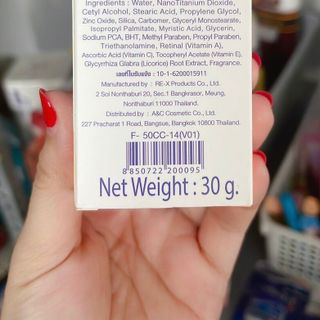 Ingredients : Water, NanoTitanium Dioxide,
Cetyl Alcohol, Stearic Acid, Propylene Glycol,
Zinc Oxide, Silica, Carbomer, Glyceryl Monostearate,
Isopropyl Palmitate, Myristic Acid, Glycerin,
Sodium PCA, BHT, Methyl Paraben, Propyl Paraben,
Triethanolamine, Retinal (Vitamin A),
Ascorbic Acid (Vitamin C), Tocopheryl Acetate (Vitamin E),
Glycyrrhiza Glabra (Licorice) Root Extract, Fragrance.
เลขที่ใบรับแจ้ง : 10-1-6200015911
Manufactured by : RE-X Products Co., Ltd.
2 Soi Nonthaburi 20, Sec.1 Bangkrasor, Meung,
Nonthaburi 11000 Thailand.
Distributed by : A&C Cosmetic Co., Ltd.
227 Pracharat 1 Road, Bangsue, Bangkok 10800 Thailand.
F- 50CC-14(V01)
8 850722 200095
Net Weight : 30 g.